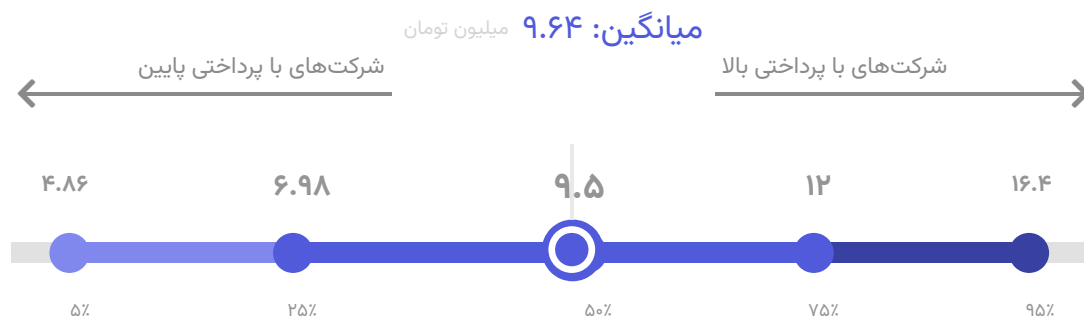 میانگین: ۹.۶۴ میلیون تومان
شرکت‌های با پرداختی بالا
شرکت‌های با پرداختی پایین
۴.۸۶ ۶.۹۸ ۹.۵ ۱۲ ۱۶.۴
۵٪ ۲۵٪ ۵۰٪ ۷۵٪ ۹۵٪